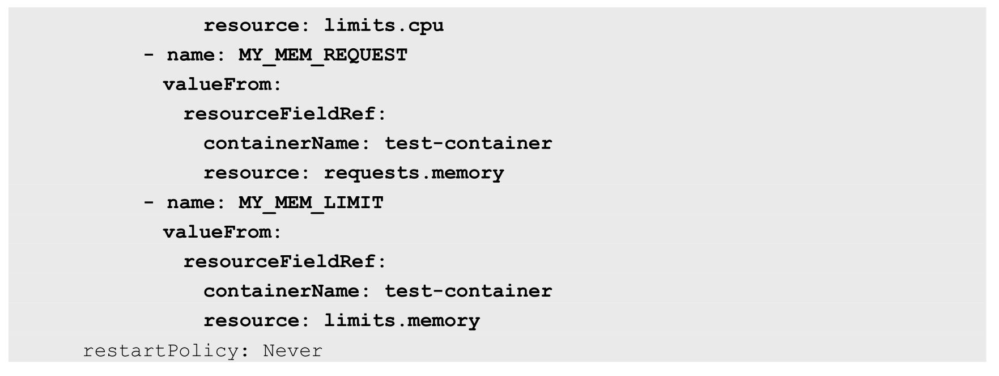 resource: limits.cpu
- name: MY_MEM_REQUEST
valueFrom:
resourceFieldRef:
containerName: test-container
resource: requests.memory
- name: MY_MEM_LIMIT
valueFrom:
resourceFieldRef:
containerName: test-container
resource: limits.memory
restartPolicy: Never